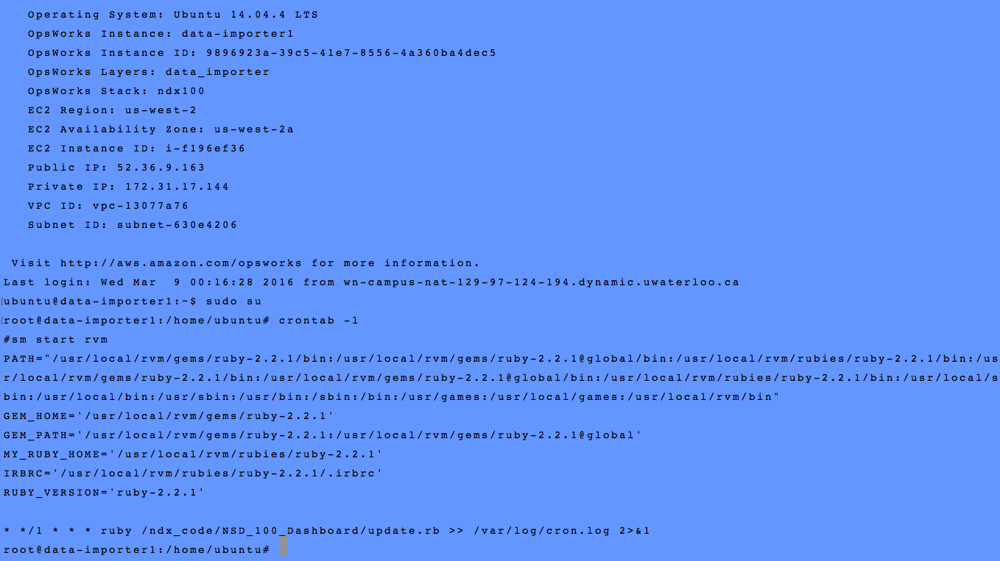 Operating System: Ubuntu 14.04.4 LTS
OpsWorks Instance: data-importer1
OpsWorks Instance ID: 9896923a-39c5-41e7-8556-4a360ba4dec5
OpsWorks Layers: data_importer
OpsWorks Stack: ndx100
EC2 Region: us-west-2
EC2 Availability Zone: us-west-2a
EC2 Instance ID: i-f196ef36
Public IP: 52.36.9.163
Private IP: 172.31.17.144
VPC ID: vpc-13077a76
Subnet ID: subnet-630e4206
Visit http://aws.amazon.com/opsworks for more information.
Last login: Wed Mar  9 00:16:28 2016 from wn-campus-nat-129-97-124-194.dynamic.uwaterloo.ca
ubuntu@data-importer1:~$ sudo su
root@data-importer1:/home/ubuntu# crontab -l
#sm start rvm
PATH="/usr/local/rvm/gems/ruby-2.2.1/bin:/usr/local/rvm/gems/ruby-2.2.1@global/bin:/usr/local/rvm/rubies/ruby-2.2.1/bin:/us
r/local/rvm/gems/ruby-2.2.1/bin:/usr/local/rvm/gems/ruby-2.2.1@global/bin:/usr/local/rvm/rubies/ruby-2.2.1/bin:/usr/local/s
bin:/usr/local/bin:/usr/sbin:/usr/bin:/sbin:/bin:/usr/games:/usr/local/games:/usr/local/rvm/bin"
GEM_HOME='/usr/local/rvm/gems/ruby-2.2.1'
GEM_PATH='/usr/local/rvm/gems/ruby-2.2.1:/usr/local/rvm/gems/ruby-2.2.1@global'
MY_RUBY_HOME='/usr/local/rvm/rubies/ruby-2.2.1'
IRBRC='/usr/local/rvm/rubies/ruby-2.2.1/.irbrc'
RUBY_VERSION='ruby-2.2.1'
* */1 * * * ruby /ndx_code/NSD_100_Dashboard/update.rb >> /var/log/cron.log 2>&1
root@data-importer1:/home/ubuntu#